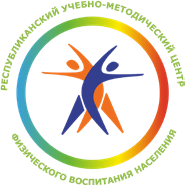 РЕСПУБЛИКАНСКИЙ УЧЕБНО-МЕТОДИЧЕСКИЙ ЦЕНТР
ФИЗИЧЕСКОГО ВОСПИТАНИЯ НАСЕЛЕНИЯ